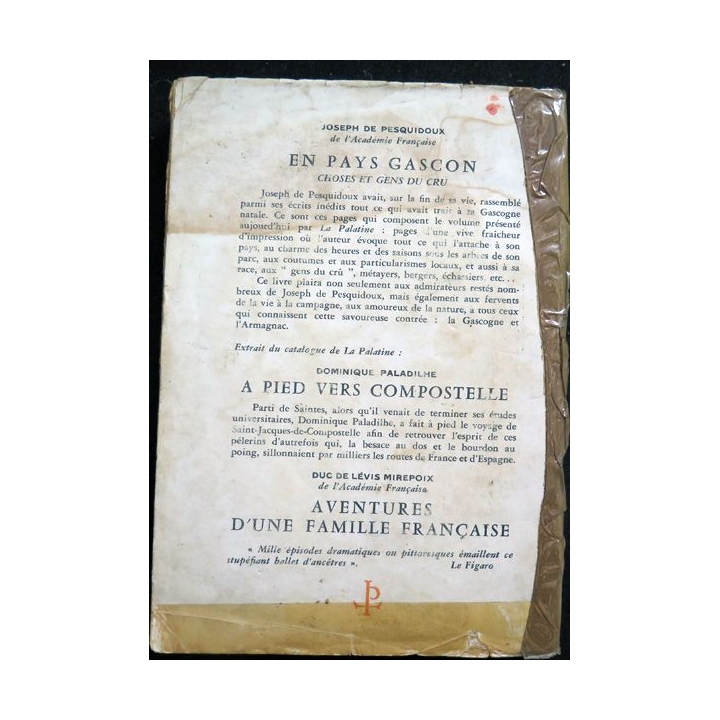 JOSEPH DE PESQUIDOUX
de l'Académie Française
EN PAYS GASCON
CHOSES ET GENS DU CRU
Joseph de Pesquidoux avait, sur la fin de sa vie, rassemblé
parmi ses écrits inédits tout ce qui avait trait à sa Gascogne
natale. Ce sont ces pages qui composent le volume présenté
aujourd'hui par La Palatine : pages d'une vive fraîcheur
d'impression où l'auteur évoque tout ce qui l'attache à son
pays, au charme des heures et des saisons sous les arbres de son
parc, aux coutumes et aux particularismes locaux, et aussi à sa
race, aux " gens du crû ", métayers, bergers, échassiers, etc...
Ce livre plaira non seulement aux admirateurs restés nom-
breux de Joseph de Pesquidoux, mais également aux fervents
de la vie à la campagne, aux amoureux de la nature, à tous ceux
qui connaissent cette savoureuse contrée : la Gascogne et
l'Armagnac.
Extrait du catalogue de La Palatine :
DOMINIQUE PALADILHE
A PIED VERS COMPOSTELLE
Parti de Saintes, alors qu'il venait de terminer ses études
universitaires, Dominique Paladilhe, a fait à pied le voyage de
Saint-Jacques-de-Compostelle afin de retrouver l'esprit de ces
pélerins d'autrefois qui, la besace au dos et le bourdon au
poing, sillonnaient par milliers les routes de France et d'Espagne.
DUC DE LÉVIS MIREPOIX
de l'Académie Française
AVENTURES
D'UNE FAMILLE FRANÇAISE
« Mille épisodes dramatiques ou pittoresques émaillent ce
stupéfiant ballet d'ancêtres ». Le Figaro
LP